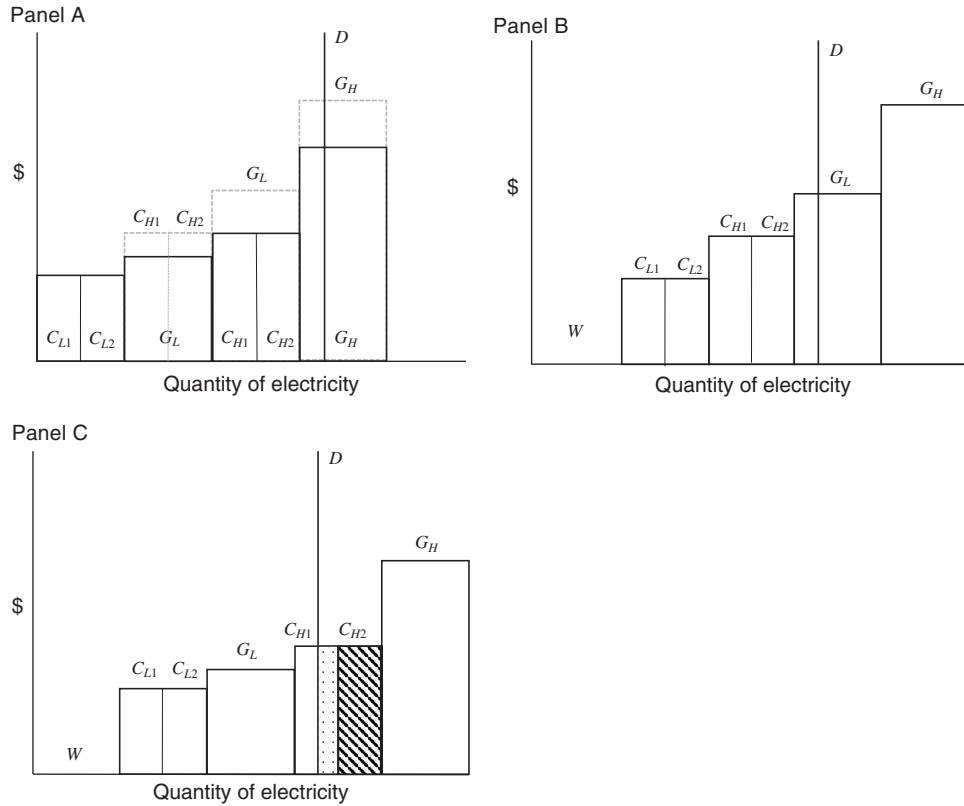 Panel A
D
G_H
$
G_L
C_H1 C_H2
C_L1 C_L2 G_L C_H1 C_H2 G_H
Quantity of electricity
Panel B
D
G_H
$
G_L
C_H1 C_H2
C_L1 C_L2
W
Quantity of electricity
Panel C
D
G_H
$
C_H1 C_H2
G_L
C_L1 C_L2
W
Quantity of electricity